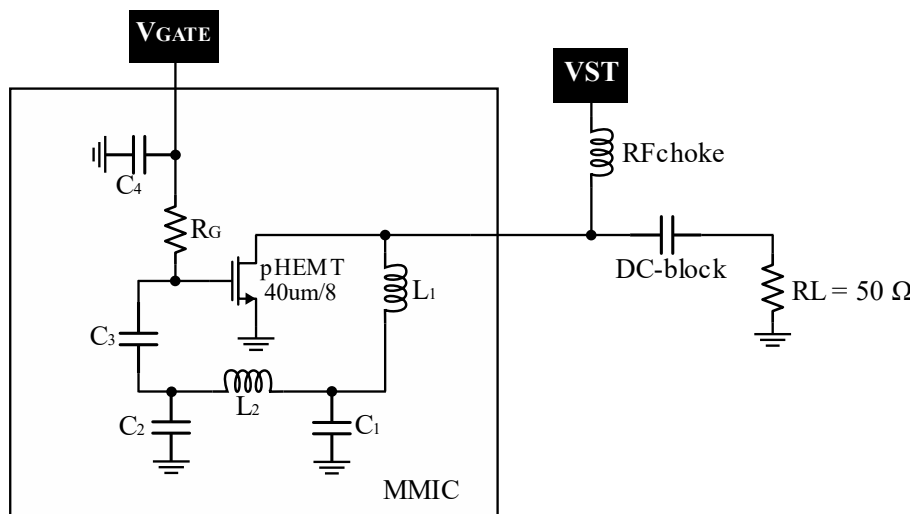 VGATE
VST
RFchoke
C4
RG
pHEMT
40um/8
L1
DC-block
RL = 50 Ω
C3
L2
C2
C1
MMIC